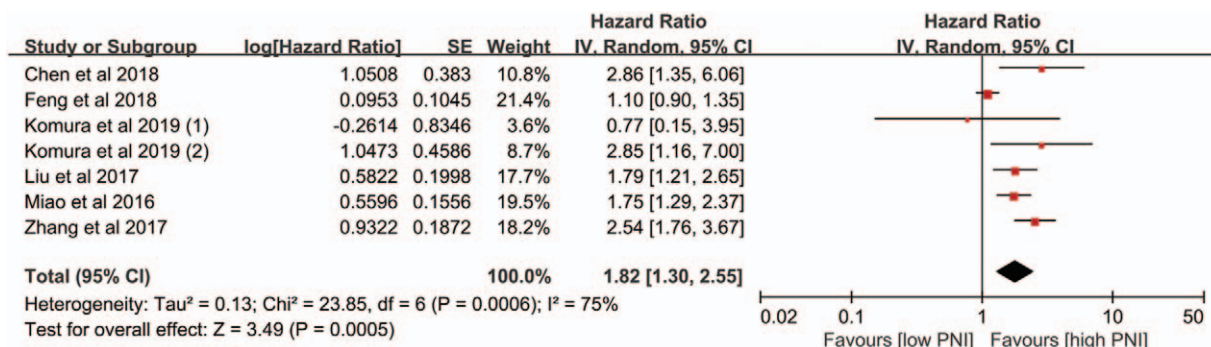 Hazard Ratio Hazard Ratio
Study or Subgroup log[Hazard Ratio] SE Weight IV, Random, 95% CI IV, Random, 95% CI
Chen et al 2018 1.0508 0.383 10.8% 2.86 [1.35, 6.06]
Feng et al 2018 0.0953 0.1045 21.4% 1.10 [0.90, 1.35]
Komura et al 2019 (1) -0.2614 0.8346 3.6% 0.77 [0.15, 3.95]
Komura et al 2019 (2) 1.0473 0.4586 8.7% 2.85 [1.16, 7.00]
Liu et al 2017 0.5822 0.1998 17.7% 1.79 [1.21, 2.65]
Miao et al 2016 0.5596 0.1556 19.5% 1.75 [1.29, 2.37]
Zhang et al 2017 0.9322 0.1872 18.2% 2.54 [1.76, 3.67]
Total (95% CI) 100.0% 1.82 [1.30, 2.55]
Heterogeneity: Tau² = 0.13; Chi² = 23.85, df = 6 (P = 0.0006); I² = 75%
Test for overall effect: Z = 3.49 (P = 0.0005)
0.02 0.1 1 10 50
Favours [low PNI] Favours [high PNI]